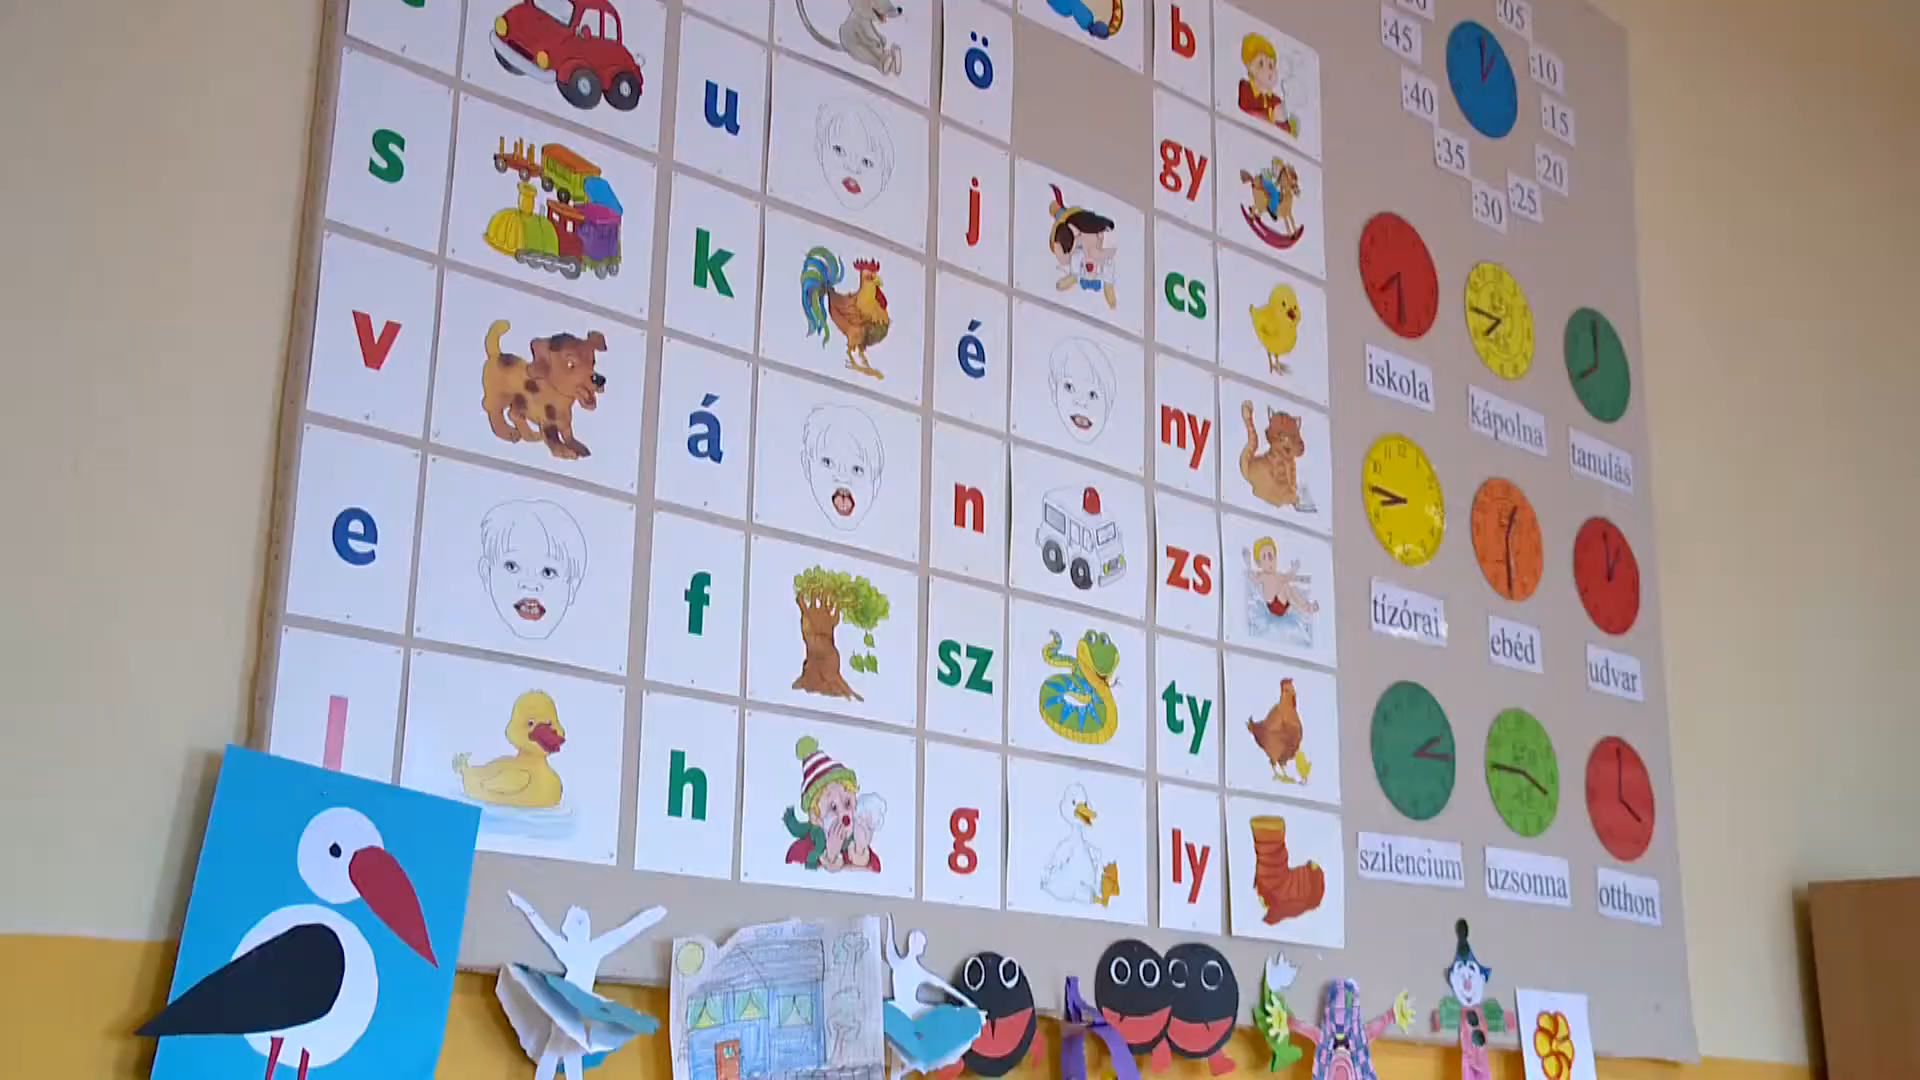 ö
b
u
s
gy
j
k
cs
v
é
á
ny
n
e
zs
f
sz
ty
l
h
g
ly
:05
:45
:10
:40
:15
:35
:20
:30
:25
iskola
kápolna
tanulás
tízórai
ebéd
udvar
szilencium
uzsonna
otthon